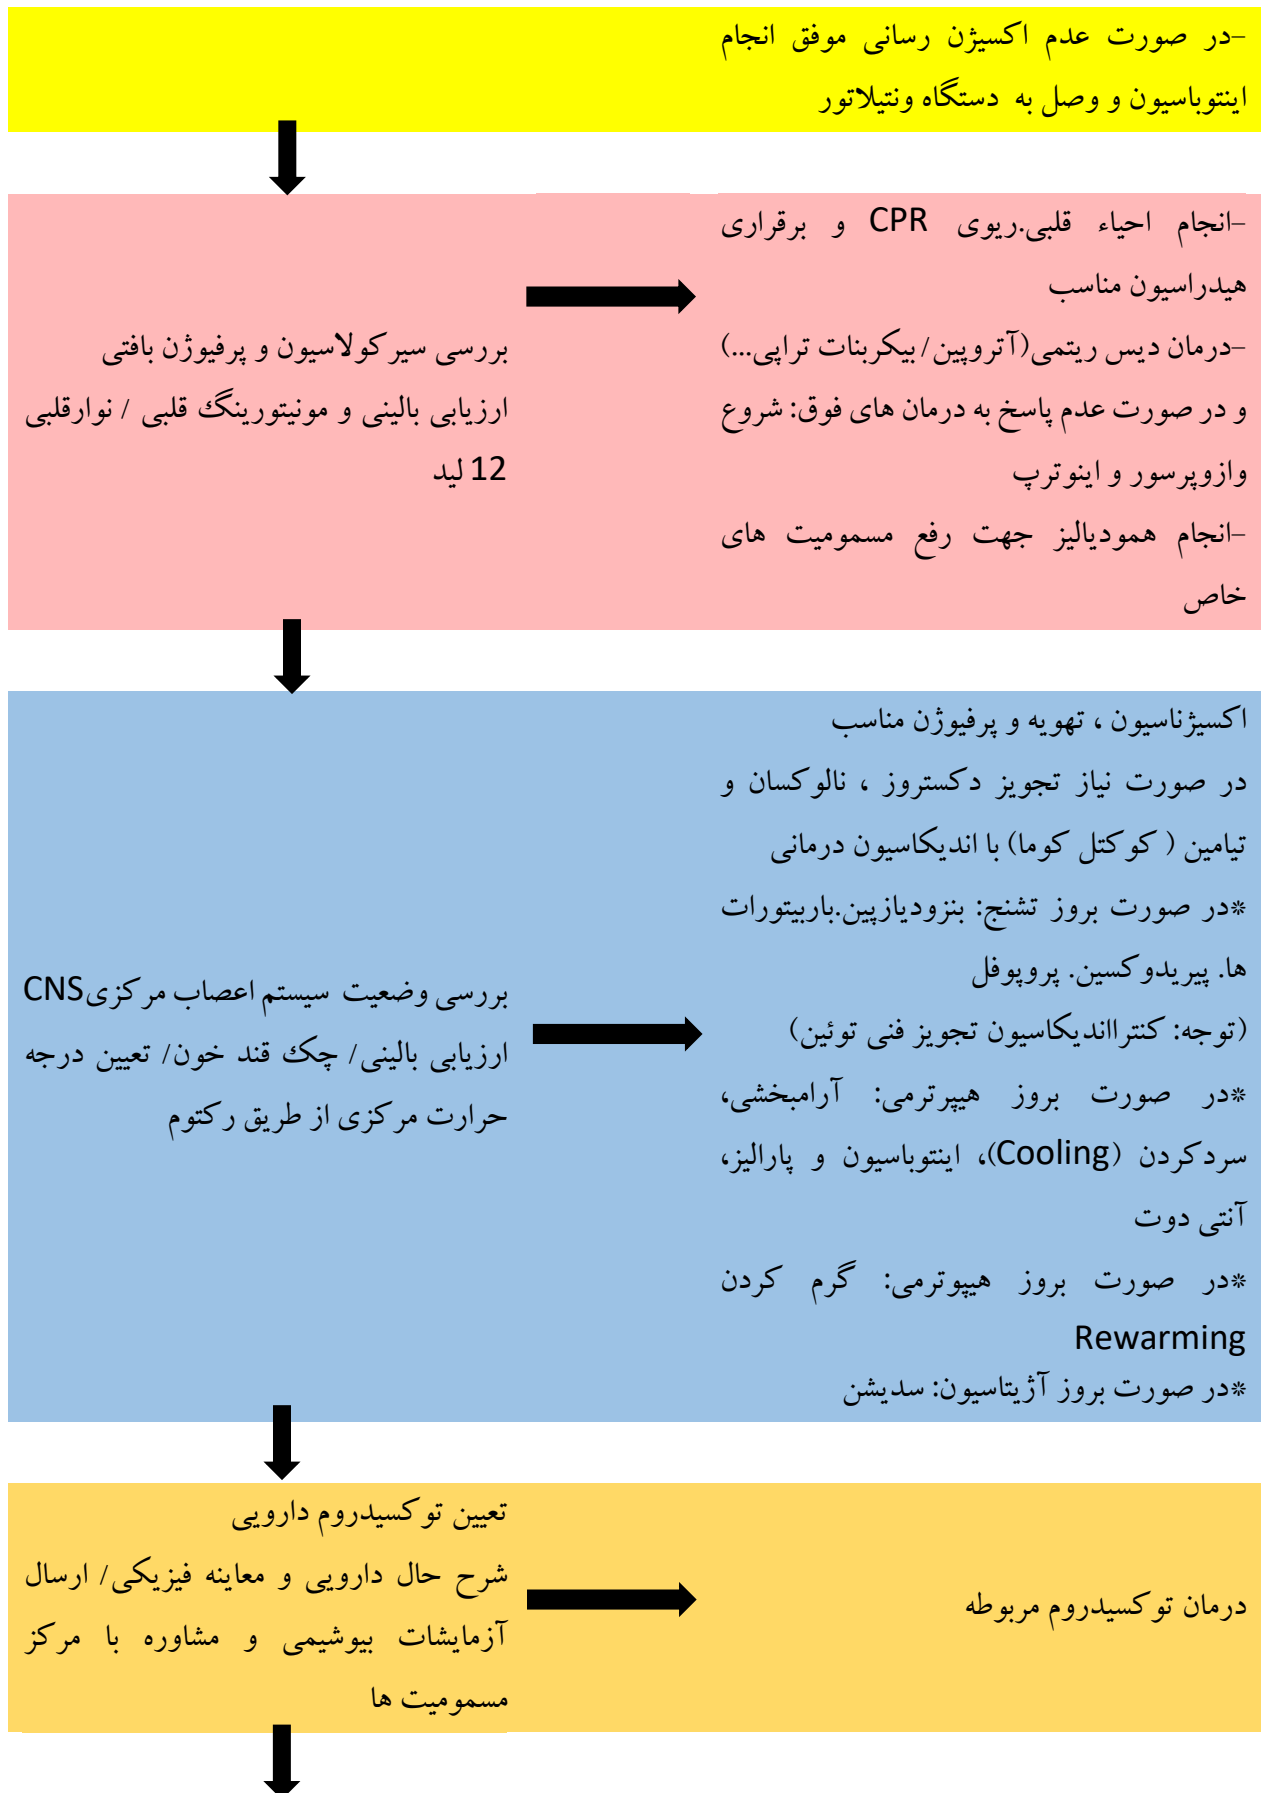 -در صورت عدم اکسیژن رسانی موفق انجام
اینتوباسیون و وصل به دستگاه ونتیلاتور
-انجام احیاء قلبی.ریوی CPR و برقراری
هیدراسیون مناسب
-درمان دیس ریتمی(آتروپین/بیکربنات تراپی...)
و در صورت عدم پاسخ به درمان های فوق: شروع
وازوپرسور و اینوترپ
-انجام همودیالیز جهت رفع مسمومیت های
خاص
بررسی سیرکولاسیون و پرفیوژن بافتی
ارزیابی بالینی و مونیتورینگ قلبی / نوارقلبی
12 لید
اکسیژناسیون ، تهویه و پرفیوژن مناسب
در صورت نیاز تجویز دکستروز ، نالوکسان و
تیامین ( کوکتل کوما) با اندیکاسیون درمانی
*در صورت بروز تشنج: بنزودیازپین.باربیتورات
ها. پیریدوکسین. پروپوفل
(توجه: کنترااندیکاسیون تجویز فنی توئین)
*در صورت بروز هیپرترمی: آرامبخشی،
سردکردن (Cooling)، اینتوباسیون و پارالیز،
آنتی دوت
*در صورت بروز هیپوترمی: گرم کردن
Rewarming
*در صورت بروز آژیتاسیون: سدیشن
بررسی وضعیت سیستم اعصاب مرکزیCNS
ارزیابی بالینی/ چک قند خون/ تعیین درجه
حرارت مرکزی از طریق رکتوم
درمان توکسیدروم مربوطه
تعیین توکسیدروم دارویی
شرح حال دارویی و معاینه فیزیکی/ ارسال
آزمایشات بیوشیمی و مشاوره با مرکز
مسمومیت ها